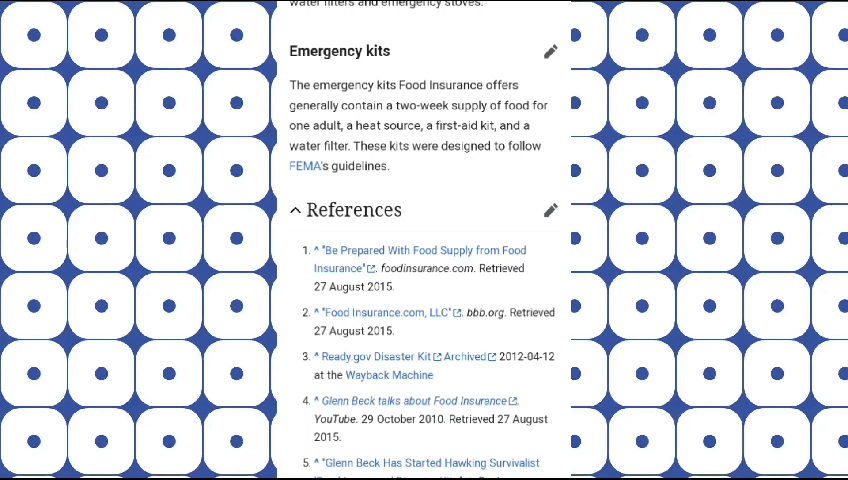 water filters and emergency stoves.
Emergency kits
The emergency kits Food Insurance offers
generally contain a two-week supply of food for
one adult, a heat source, a first-aid kit, and a
water filter. These kits were designed to follow
FEMA's guidelines.
References
1. ^ "Be Prepared With Food Supply from Food
Insurance". foodinsurance.com. Retrieved
27 August 2015.
2. ^ "Food Insurance.com, LLC". bbb.org. Retrieved
27 August 2015.
3. ^ Ready.gov Disaster Kit Archived 2012-04-12
at the Wayback Machine
4. ^ Glenn Beck talks about Food Insurance.
YouTube. 29 October 2010. Retrieved 27 August
2015.
5. ^ "Glenn Beck Has Started Hawking Survivalist